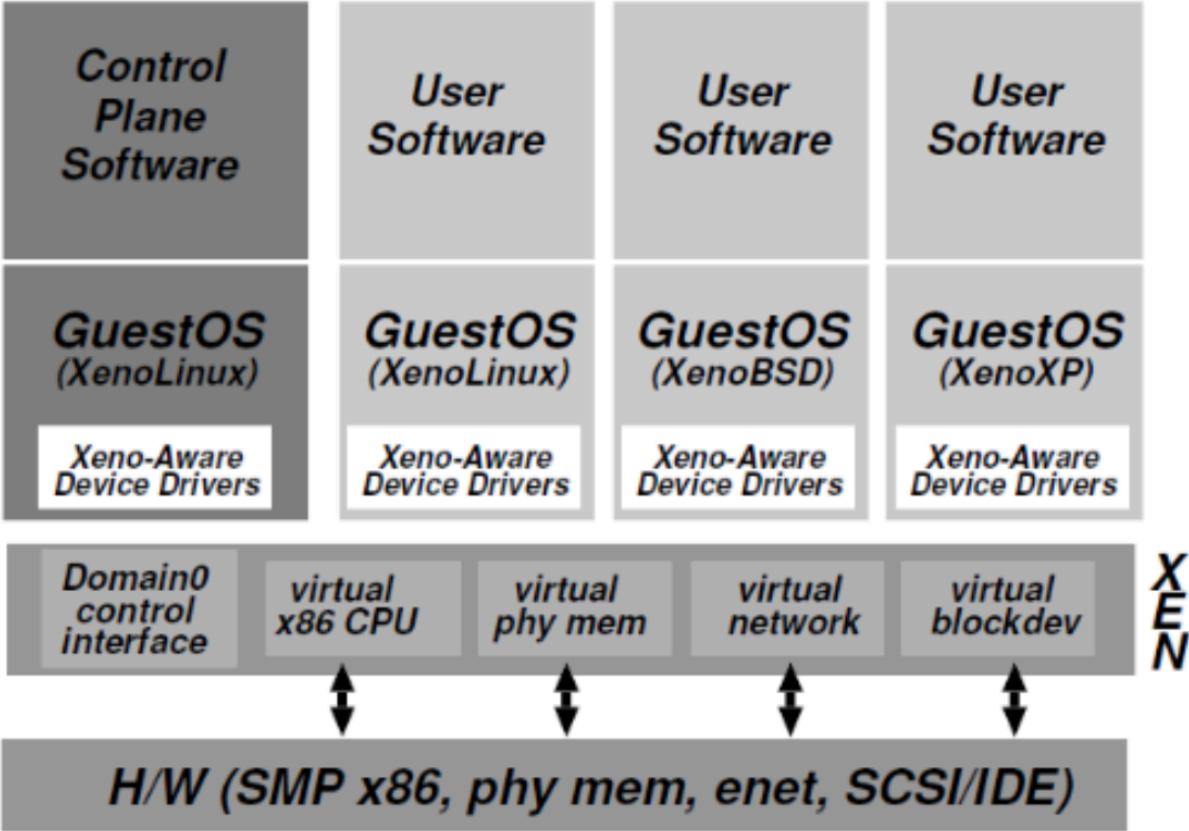 Control
Plane
Software
User
Software
User
Software
User
Software
GuestOS
(XenoLinux)
Xeno-Aware
Device Drivers
GuestOS
(XenoLinux)
Xeno-Aware
Device Drivers
GuestOS
(XenoBSD)
Xeno-Aware
Device Drivers
GuestOS
(XenoXP)
Xeno-Aware
Device Drivers
Domain0
control
interface
virtual
x86 CPU
virtual
phy mem
virtual
network
virtual
blockdev
X
E
N
H/W (SMP x86, phy mem, enet, SCSI/IDE)